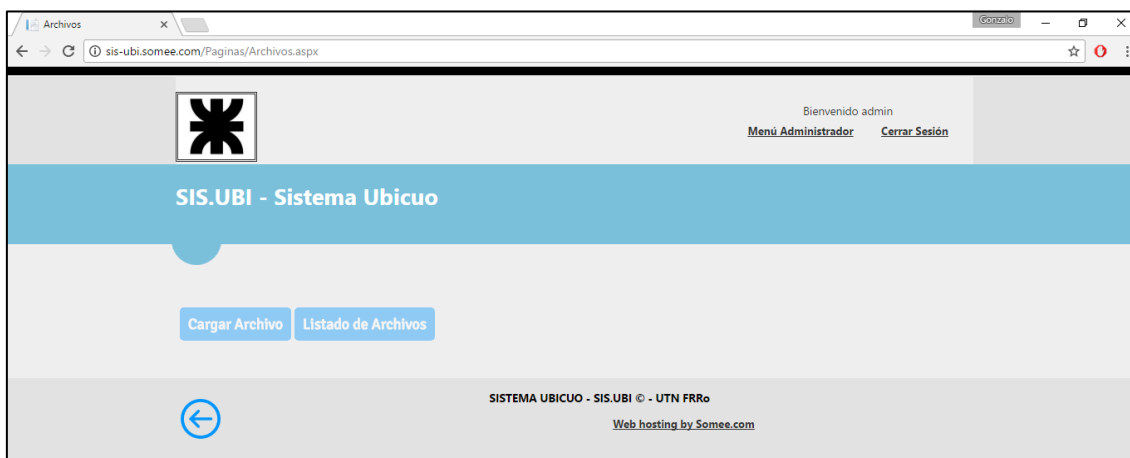 Archivos
Gonzalo
sis-ubi.somee.com/Paginas/Archivos.aspx
Bienvenido admin
Menú Administrador Cerrar Sesión
SIS.UBI - Sistema Ubicuo
Cargar Archivo Listado de Archivos
SISTEMA UBICUO - SIS.UBI © - UTN FRRo
Web hosting by Somee.com